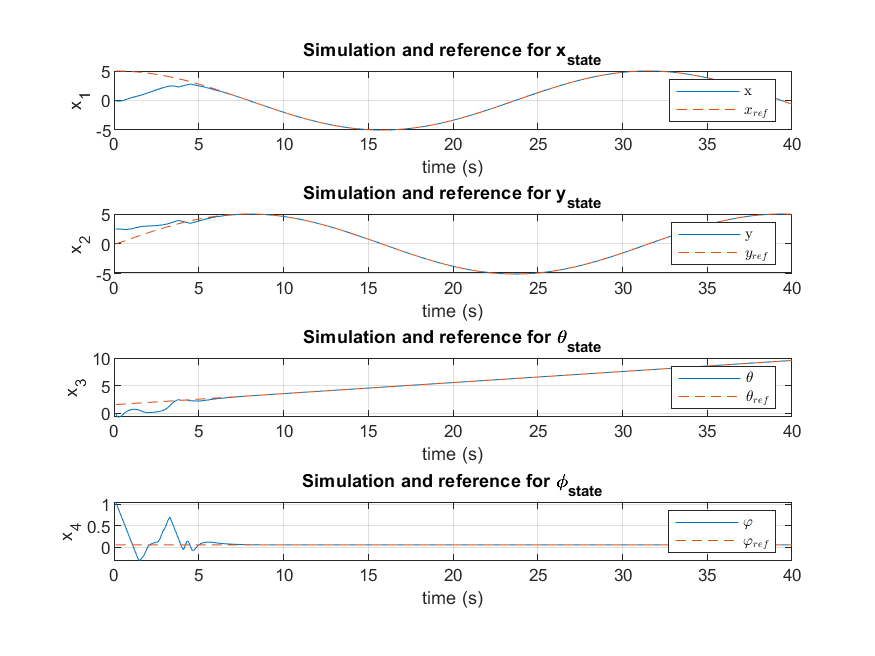 Simulation and reference for x_state
5
x_1
-5
0 5 10 15 20 25 30 35 40
time (s)
x
x_ref
Simulation and reference for y_state
5
0
-5
x_2
0 5 10 15 20 25 30 35 40
time (s)
y
y_ref
Simulation and reference for θ_state
10
5
0
x_3
0 5 10 15 20 25 30 35 40
time (s)
θ
θ_ref
Simulation and reference for ϕ_state
1
0.5
0
x_4
0 5 10 15 20 25 30 35 40
time (s)
φ
φ_ref